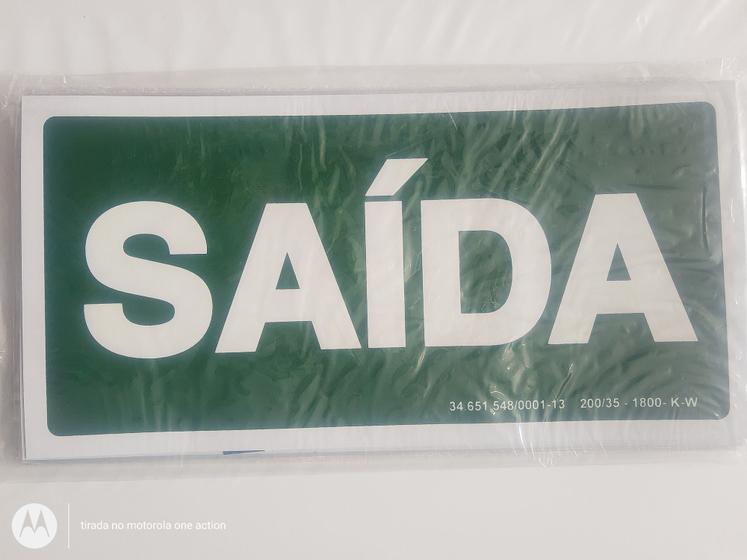 SAÍDA
34 651 548/0001-13 200/35 - 1800- K-W
tirada no motorola one action